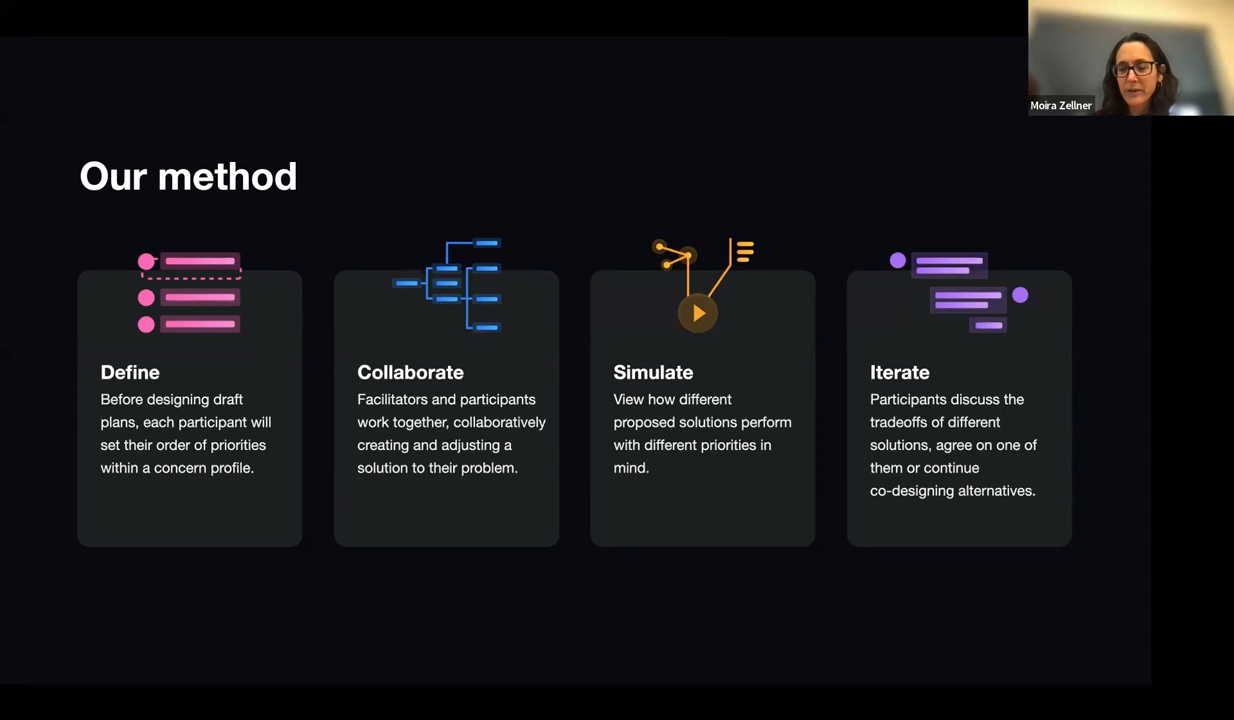 Moira Zellner
Our method
Define
Before designing draft
plans, each participant will
set their order of priorities
within a concern profile.
Collaborate
Facilitators and participants
work together, collaboratively
creating and adjusting a
solution to their problem.
Simulate
View how different
proposed solutions perform
with different priorities in
mind.
Iterate
Participants discuss the
tradeoffs of different
solutions, agree on one of
them or continue
co-designing alternatives.